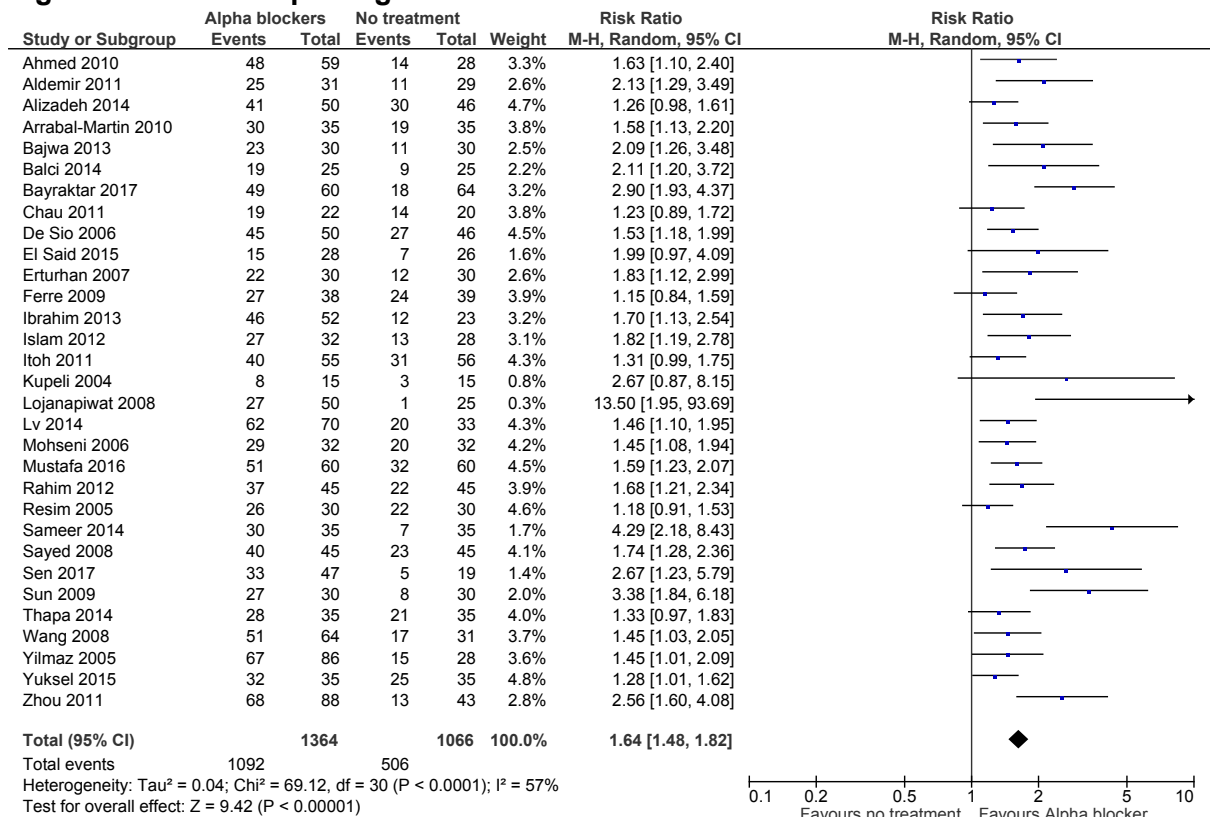 Alpha blockers No treatment Risk Ratio Risk Ratio
Study or Subgroup Events Total Events Total Weight M-H, Random, 95% CI M-H, Random, 95% CI
Ahmed 2010 48 59 14 28 3.3% 1.63 [1.10, 2.40]
Aldemir 2011 25 31 11 29 2.6% 2.13 [1.29, 3.49]
Alizadeh 2014 41 50 30 46 4.7% 1.26 [0.98, 1.61]
Arrabal-Martin 2010 30 35 19 35 3.8% 1.58 [1.13, 2.20]
Bajwa 2013 23 30 11 30 2.5% 2.09 [1.26, 3.48]
Balci 2014 19 25 9 25 2.2% 2.11 [1.20, 3.72]
Bayraktar 2017 49 60 18 64 3.2% 2.90 [1.93, 4.37]
Chau 2011 19 22 14 20 3.8% 1.23 [0.89, 1.72]
De Sio 2006 45 50 27 46 4.5% 1.53 [1.18, 1.99]
El Said 2015 15 28 7 26 1.6% 1.99 [0.97, 4.09]
Erturhan 2007 22 30 12 30 2.6% 1.83 [1.12, 2.99]
Ferre 2009 27 38 24 39 3.9% 1.15 [0.84, 1.59]
Ibrahim 2013 46 52 12 23 3.2% 1.70 [1.13, 2.54]
Islam 2012 27 32 13 28 3.1% 1.82 [1.19, 2.78]
Itoh 2011 40 55 31 56 4.3% 1.31 [0.99, 1.75]
Kupeli 2004 8 15 3 15 0.8% 2.67 [0.87, 8.15]
Lojanapiwat 2008 27 50 1 25 0.3% 13.50 [1.95, 93.69]
Lv 2014 62 70 20 33 4.3% 1.46 [1.10, 1.95]
Mohseni 2006 29 32 20 32 4.2% 1.45 [1.08, 1.94]
Mustafa 2016 51 60 32 60 4.5% 1.59 [1.23, 2.07]
Rahim 2012 37 45 22 45 3.9% 1.68 [1.21, 2.34]
Resim 2005 26 30 22 30 4.6% 1.18 [0.91, 1.53]
Sameer 2014 30 35 7 35 1.7% 4.29 [2.18, 8.43]
Sayed 2008 40 45 23 45 4.1% 1.74 [1.28, 2.36]
Sen 2017 33 47 5 19 1.4% 2.67 [1.23, 5.79]
Sun 2009 27 30 8 30 2.0% 3.38 [1.84, 6.18]
Thapa 2014 28 35 21 35 4.0% 1.33 [0.97, 1.83]
Wang 2008 51 64 17 31 3.7% 1.45 [1.03, 2.05]
Yilmaz 2005 67 86 15 28 3.6% 1.45 [1.01, 2.09]
Yuksel 2015 32 35 25 35 4.8% 1.28 [1.01, 1.62]
Zhou 2011 68 88 13 43 2.8% 2.56 [1.60, 4.08]
Total (95% CI) 1364 1066 100.0% 1.64 [1.48, 1.82]
Total events 1092 506
Heterogeneity: Tau² = 0.04; Chi² = 69.12, df = 30 (P < 0.0001); I² = 57%
Test for overall effect: Z = 9.42 (P < 0.00001)
0.1 0.2 0.5 1 2 5 10
Favours no treatment Favours Alpha blocker